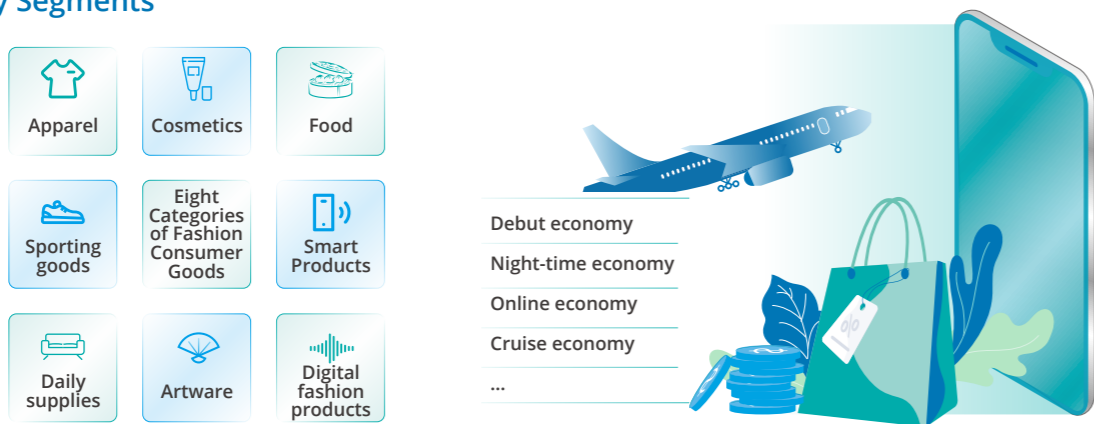 y Segments
Apparel
Cosmetics
Food
Sporting
goods
Eight
Categories
of Fashion
Consumer
Goods
Smart
Products
Daily
supplies
Artware
Digital
fashion
products
Debut economy
Night-time economy
Online economy
Cruise economy
...
%